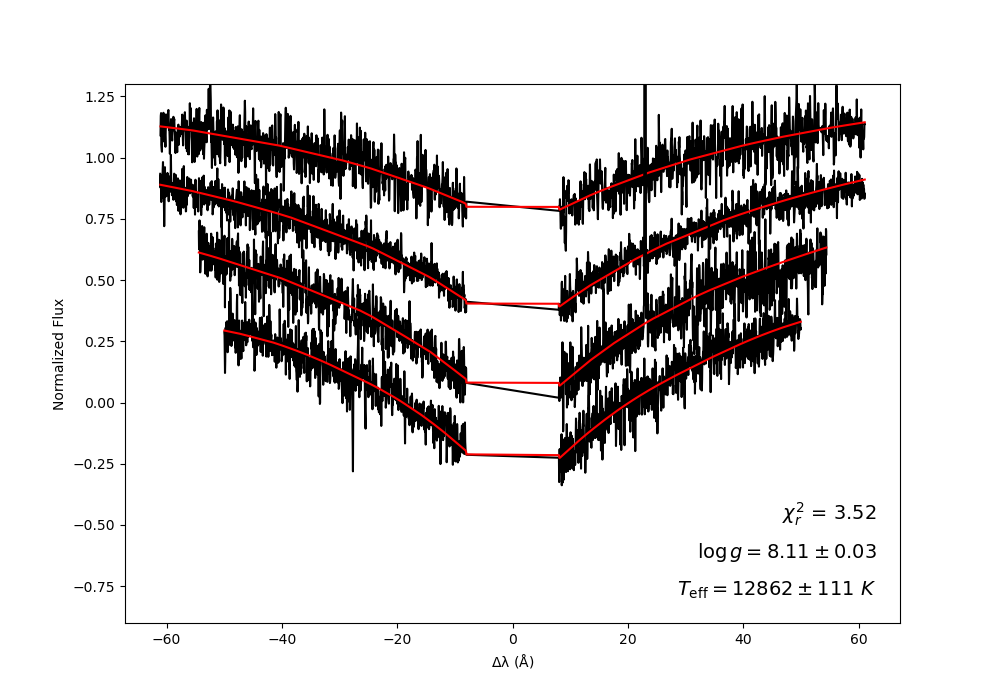 1.25
1.00
0.75
0.50
0.25
0.00
−0.25
−0.50
−0.75
Normalized Flux
χ²ᵣ = 3.52
log g = 8.11 ± 0.03
T_eff = 12862 ± 111 K
−60 −40 −20 0 20 40 60
Δλ (Å)